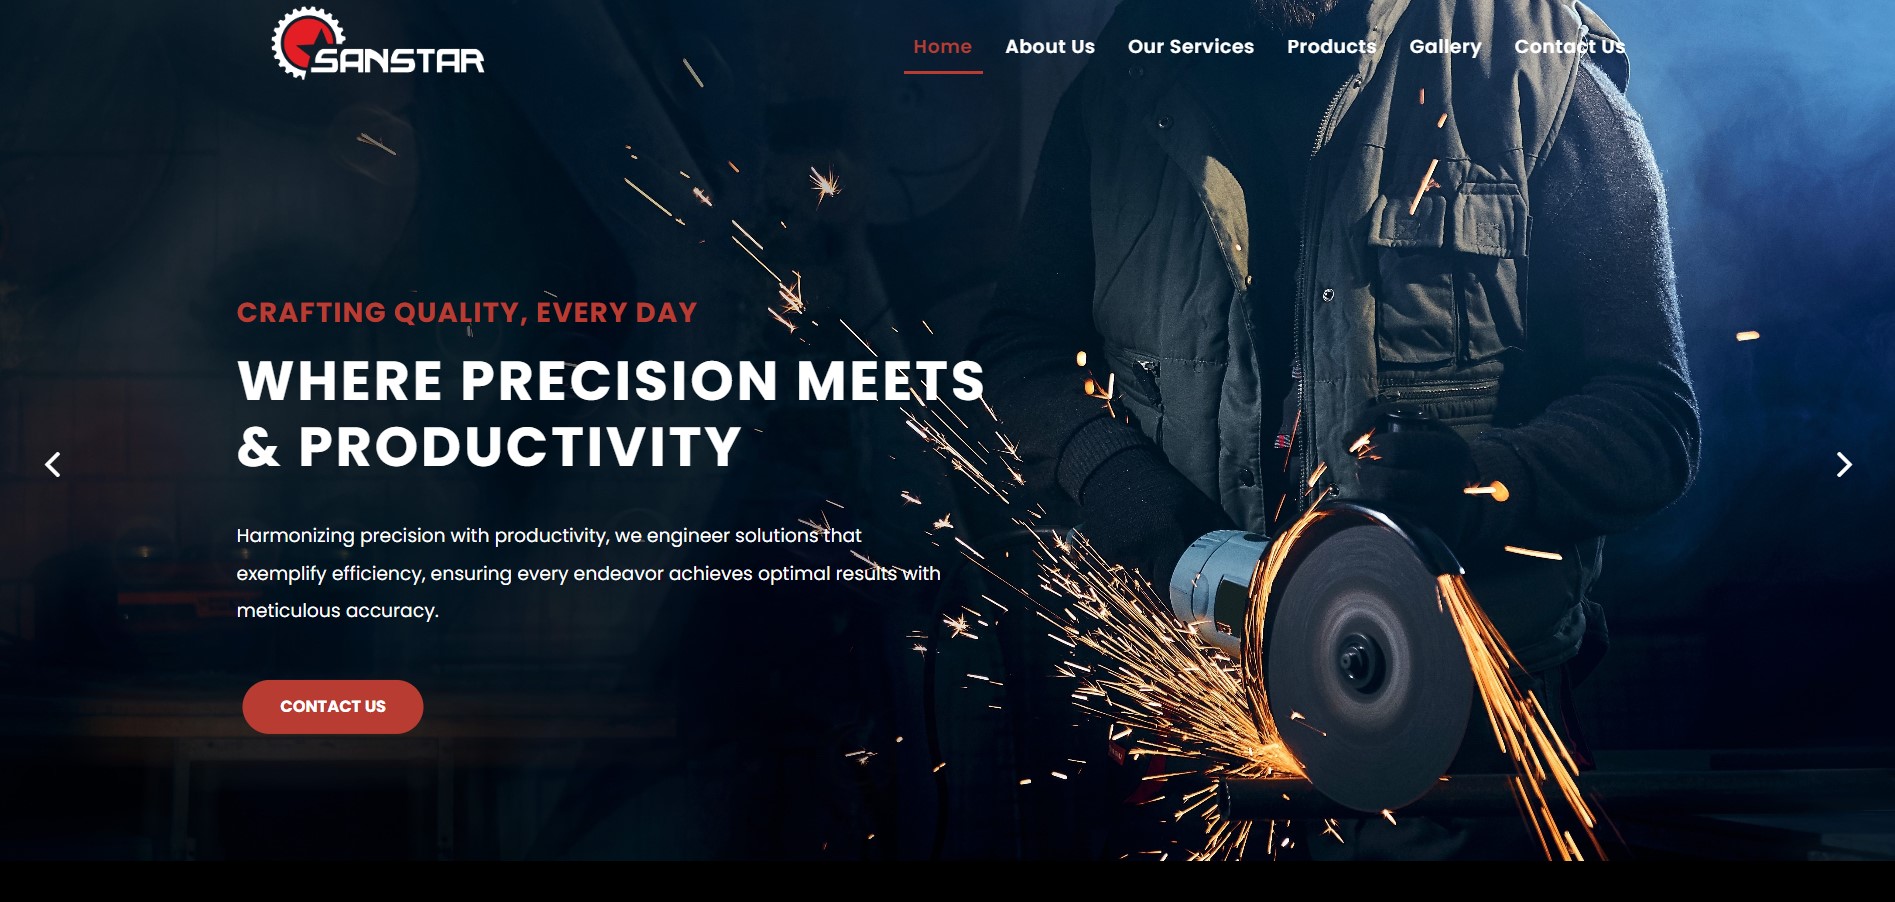 SANSTAR
Home About Us Our Services Products Gallery Contact Us
CRAFTING QUALITY, EVERY DAY
WHERE PRECISION MEETS
& PRODUCTIVITY
Harmonizing precision with productivity, we engineer solutions that
exemplify efficiency, ensuring every endeavor achieves optimal results with
meticulous accuracy.
CONTACT US